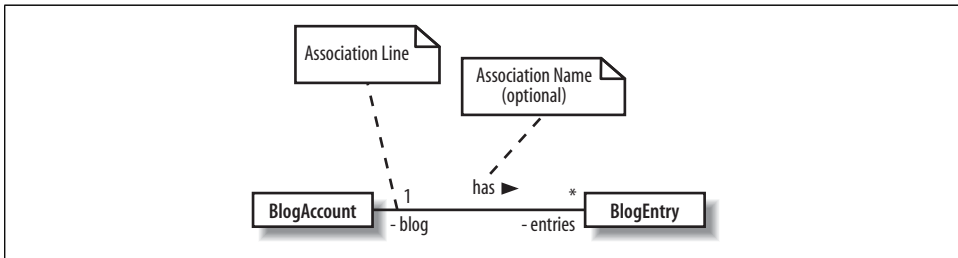 Association Line
Association Name
(optional)
has ►
1
*
BlogAccount
BlogEntry
- blog
- entries